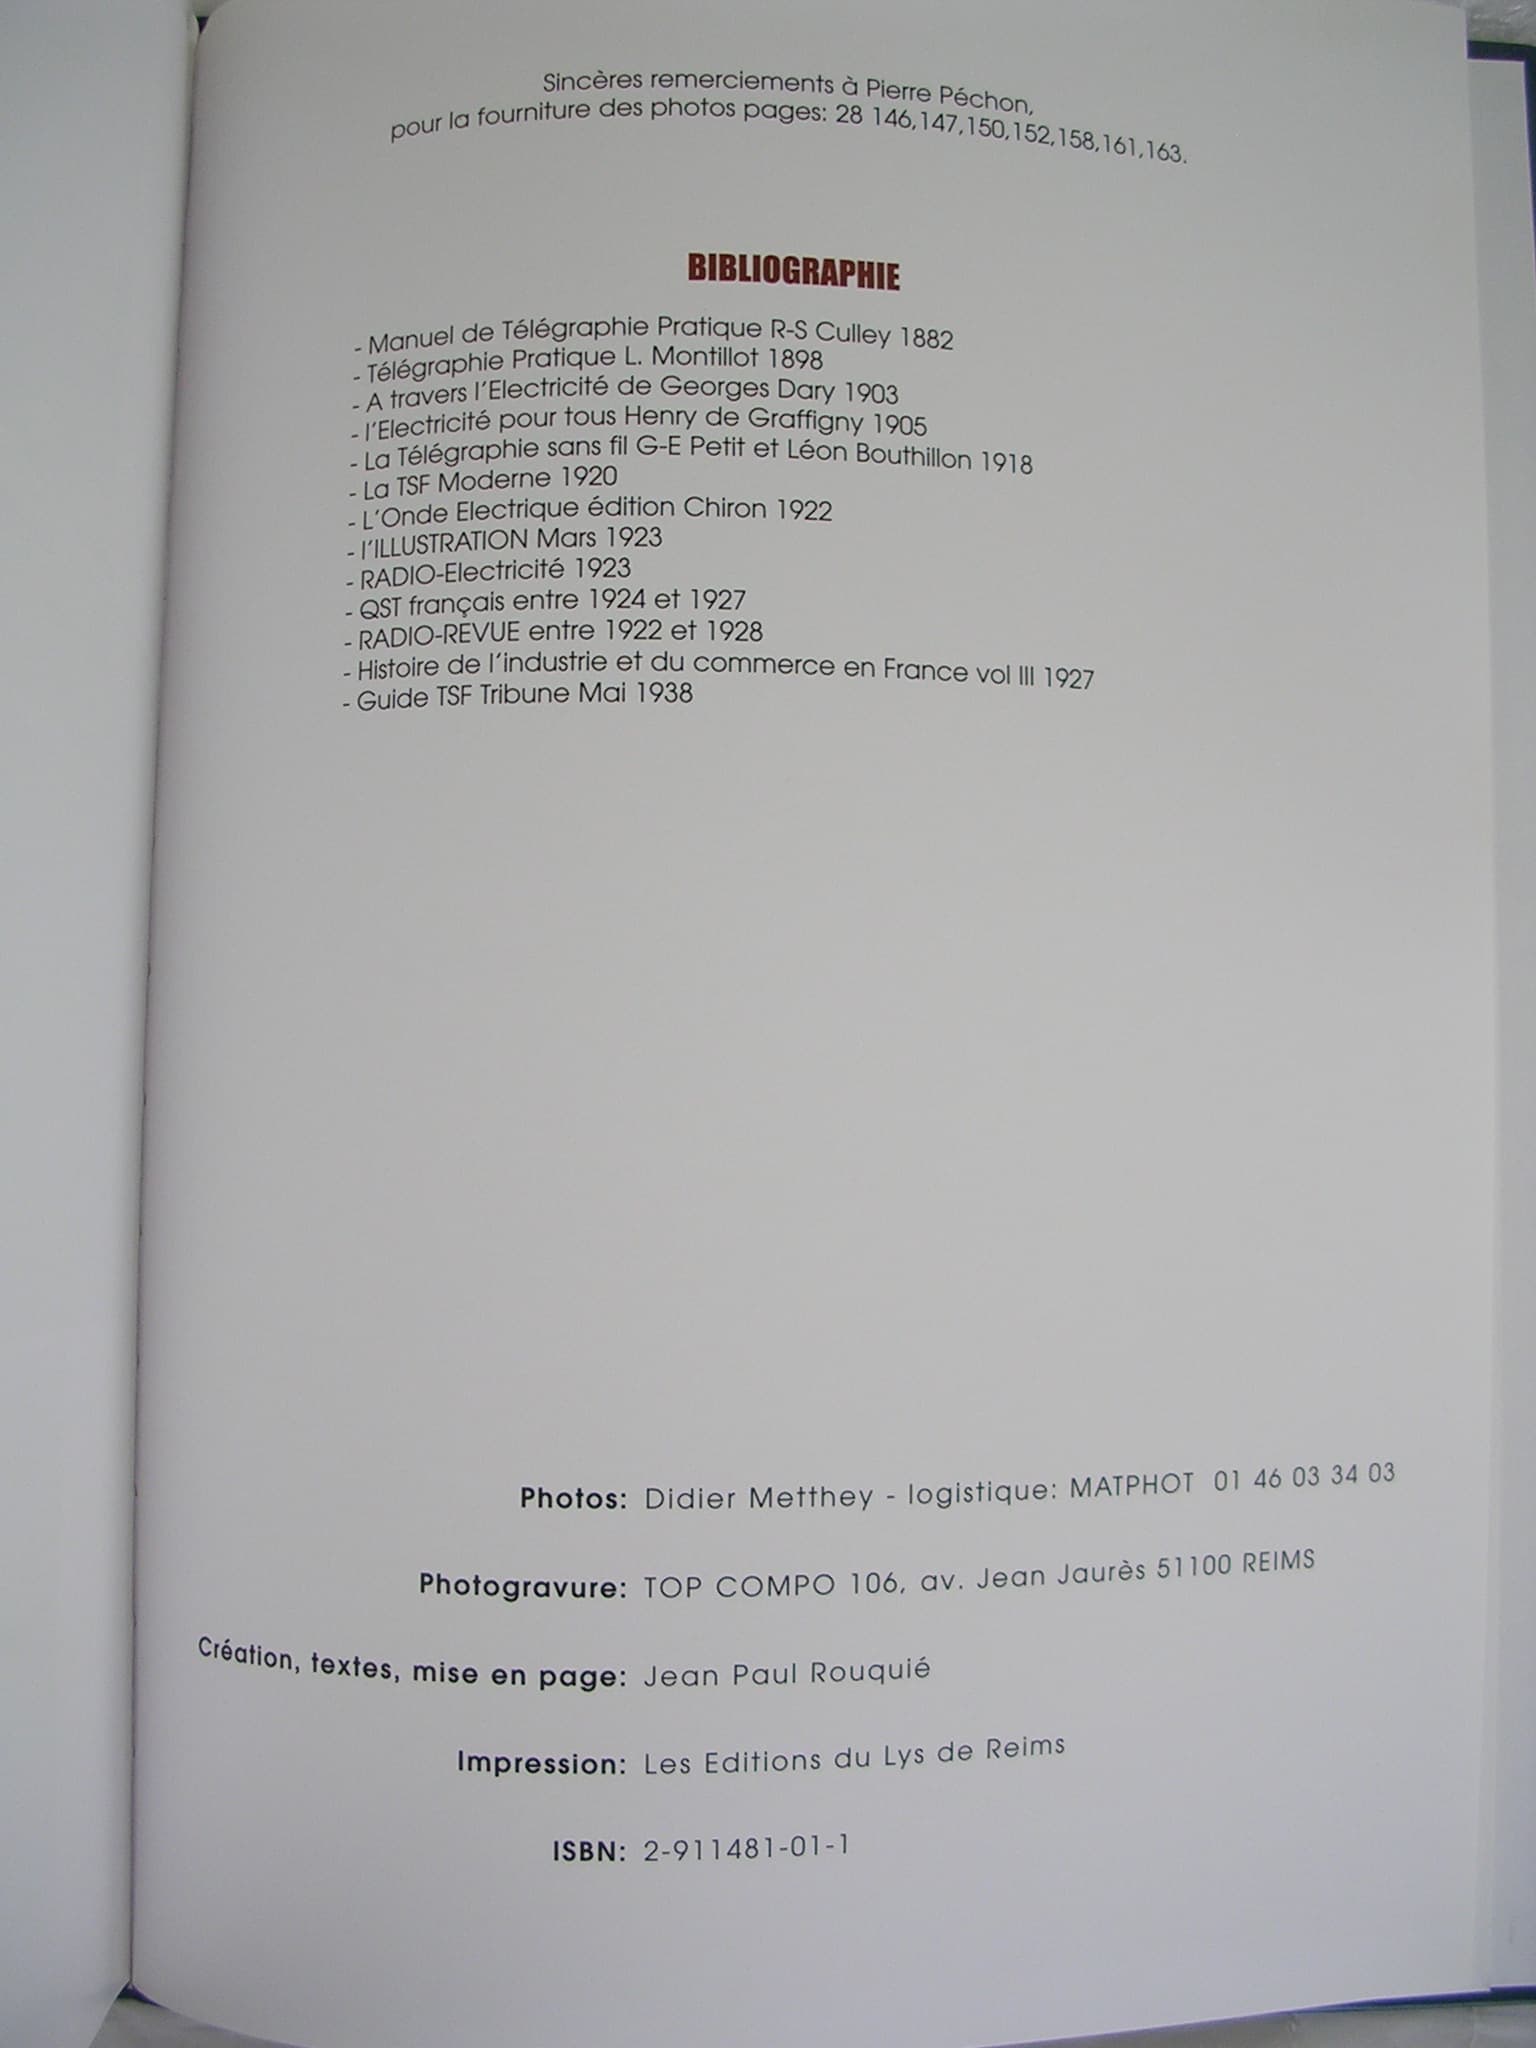 Sincères remerciements à Pierre Péchon,
pour la fourniture des photos pages: 28 146,147,150,152,158,161,163.
BIBLIOGRAPHIE
- Manuel de Télégraphie Pratique R-S Culley 1882
- Télégraphie Pratique L. Montillot 1898
- A travers l'Electricité de Georges Dary 1903
- l'Electricité pour tous Henry de Graffigny 1905
- La Télégraphie sans fil G-E Petit et Léon Bouthillon 1918
- La TSF Moderne 1920
- L'Onde Electrique édition Chiron 1922
- l'ILLUSTRATION Mars 1923
- RADIO-Electricité 1923
- QST français entre 1924 et 1927
- RADIO-REVUE entre 1922 et 1928
- Histoire de l'industrie et du commerce en France vol III 1927
- Guide TSF Tribune Mai 1938
Photos: Didier Metthey - logistique: MATPHOT 01 46 03 34 03
Photogravure: TOP COMPO 106, av. Jean Jaurès 51100 REIMS
Création, textes, mise en page: Jean Paul Rouquié
Impression: Les Editions du Lys de Reims
ISBN: 2-911481-01-1